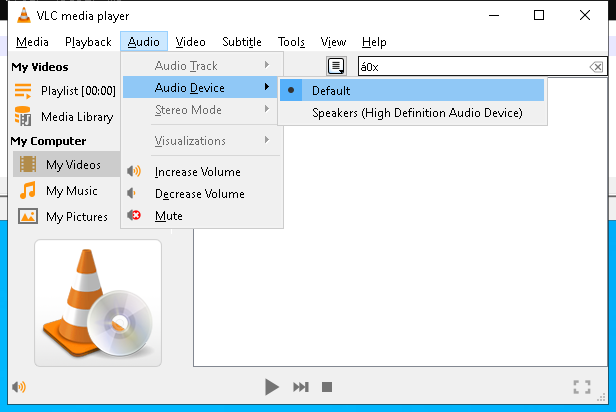 VLC media player
Media Playback Audio Video Subtitle Tools View Help
My Videos
Playlist [00:00]
Media Library
My Computer
My Videos
My Music
My Pictures
Audio Track
Audio Device
Stereo Mode
Visualizations
Increase Volume
Decrease Volume
Mute
á0x
Default
Speakers (High Definition Audio Device)